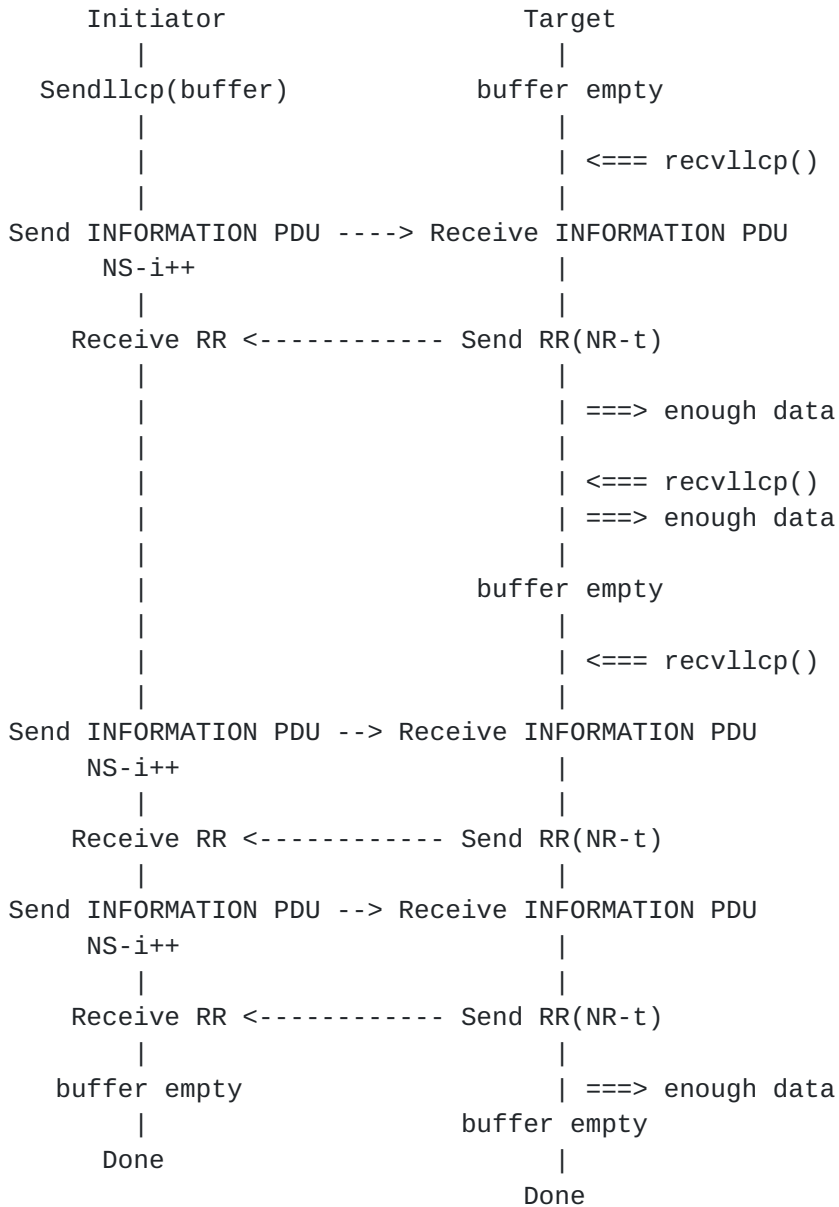 Initiator                   Target
        |                          |
  Sendllcp(buffer)            buffer empty
        |                          |
        |                          | <=== recvllcp()
        |                          |
Send INFORMATION PDU ----> Receive INFORMATION PDU
      NS-i++                       |
        |                          |
    Receive RR <------------ Send RR(NR-t)
        |                          |
        |                          | ===> enough data
        |                          |
        |                          | <=== recvllcp()
        |                          | ===> enough data
        |                          |
        |                     buffer empty
        |                          |
        |                          | <=== recvllcp()
        |                          |
Send INFORMATION PDU --> Receive INFORMATION PDU
     NS-i++                        |
        |                          |
    Receive RR <------------ Send RR(NR-t)
        |                          |
Send INFORMATION PDU --> Receive INFORMATION PDU
     NS-i++                        |
        |                          |
    Receive RR <------------ Send RR(NR-t)
        |                          |
   buffer empty                    | ===> enough data
        |                    buffer empty
      Done                         |
                                 Done